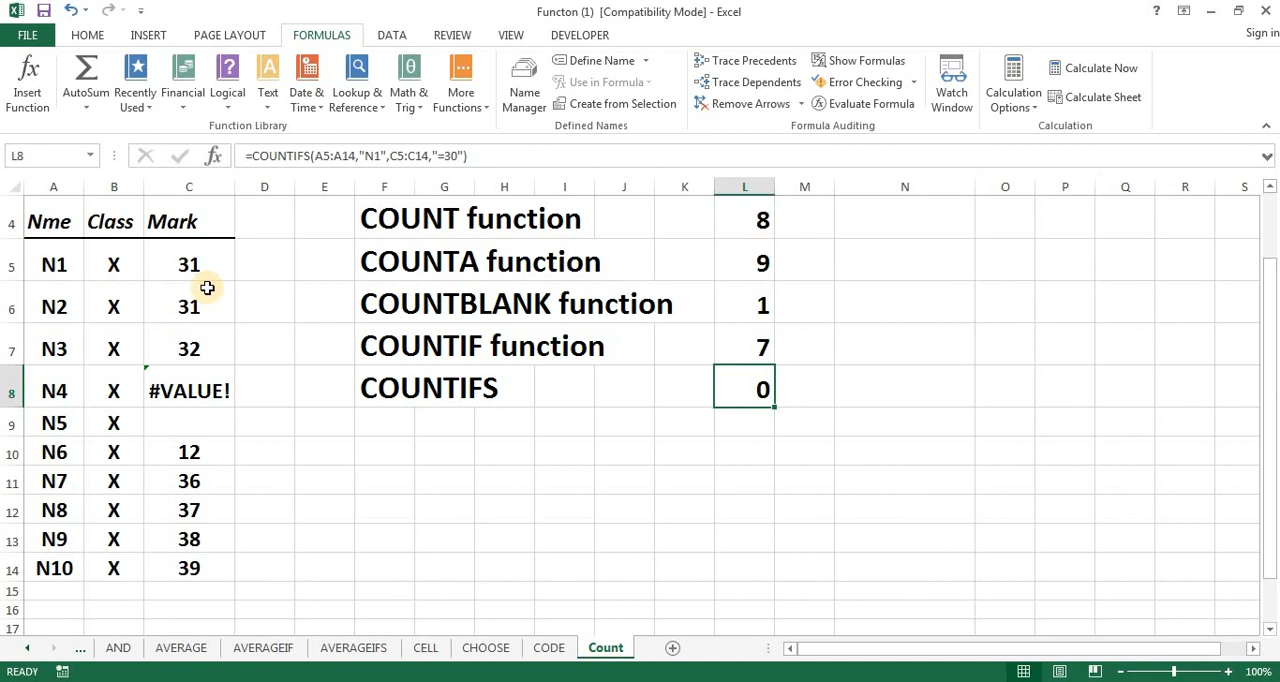 Functon (1) [Compatibility Mode] - Excel
?
FILE HOME INSERT PAGE LAYOUT FORMULAS DATA REVIEW VIEW DEVELOPER Sign in
fx Σ ? A θ
Insert Function
AutoSum
Recently Used
Financial
Logical
Text
Date & Time
Lookup & Reference
Math & Trig
More Functions
Function Library
Name Manager
Define Name
Use in Formula
Create from Selection
Defined Names
Trace Precedents
Trace Dependents
Remove Arrows
Show Formulas
Error Checking
Evaluate Formula
Formula Auditing
Watch Window
Calculation Options
Calculate Now
Calculate Sheet
Calculation
L8 fx =COUNTIFS(A5:A14,"N1",C5:C14,"=30")
A B C D E F G H I J K L M N O P Q R S
4 Nme Class Mark COUNT function 8
5 N1 X 31 COUNTA function 9
6 N2 X 31 COUNTBLANK function 1
7 N3 X 32 COUNTIF function 7
8 N4 X #VALUE! COUNTIFS 0
9 N5 X
10 N6 X 12
11 N7 X 36
12 N8 X 37
13 N9 X 38
14 N10 X 39
15
16
17
... AND AVERAGE AVERAGEIF AVERAGEIFS CELL CHOOSE CODE Count
READY 100%